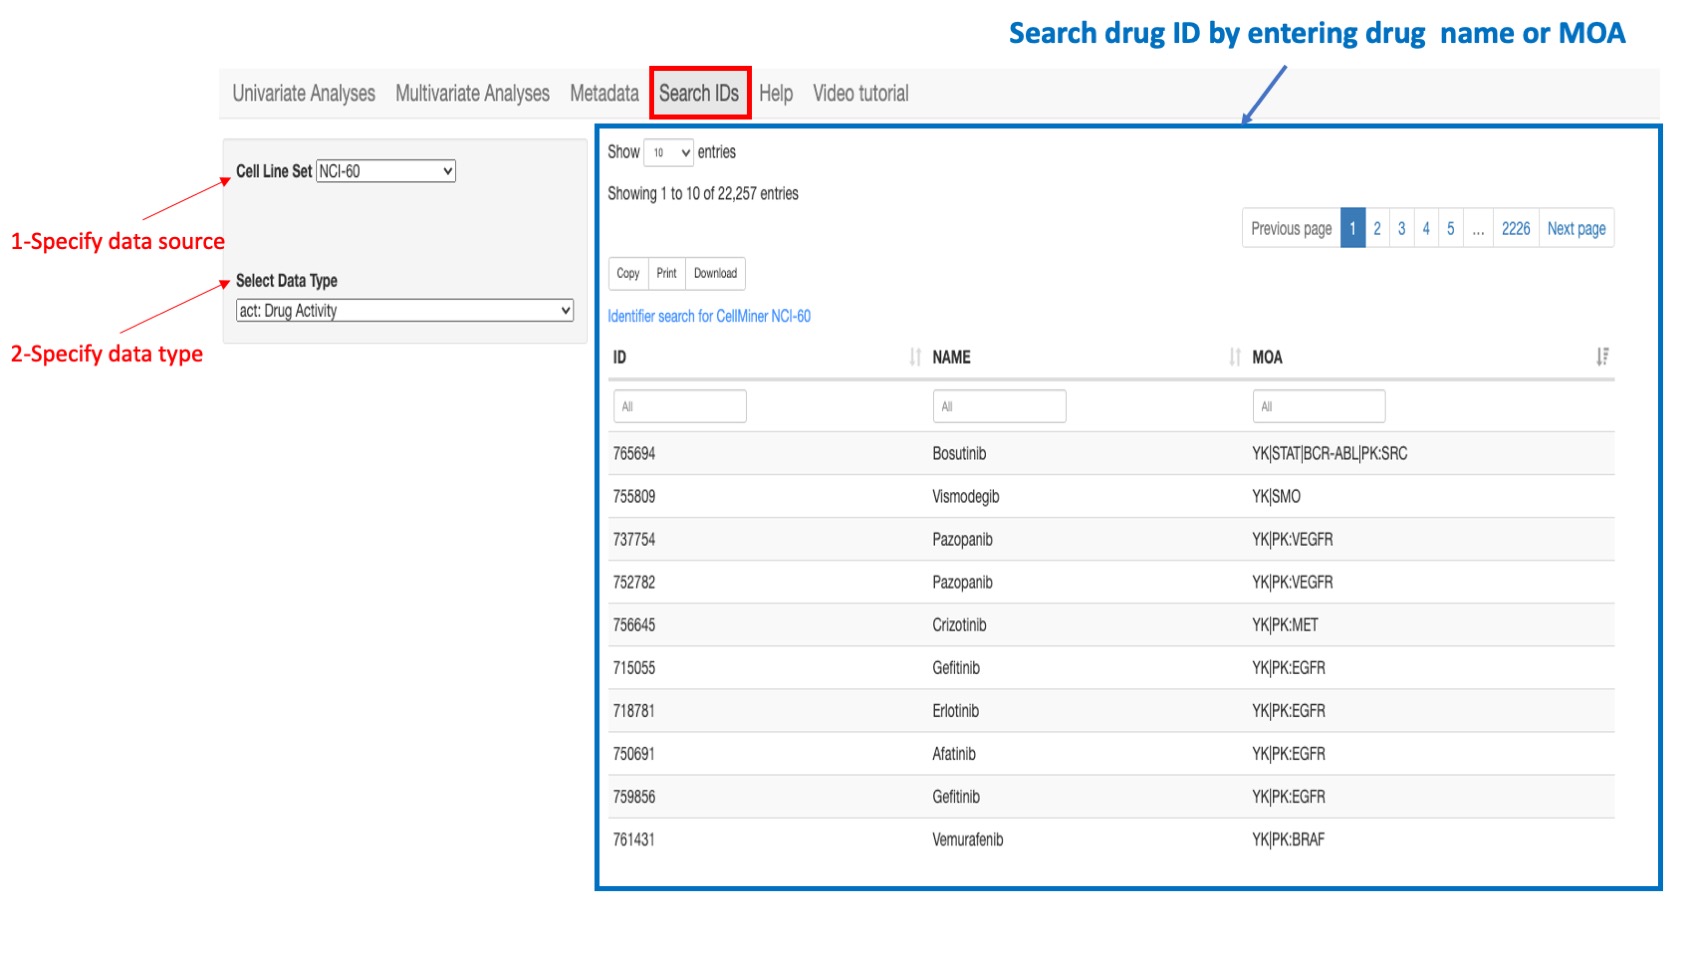 Search drug ID by entering drug name or MOA
Univariate Analyses Multivariate Analyses Metadata Search IDs Help Video tutorial
Cell Line Set NCI-60
1-Specify data source
Select Data Type
act: Drug Activity
2-Specify data type
Show 10 entries
Showing 1 to 10 of 22,257 entries
Previous page 1 2 3 4 5 ... 2226 Next page
Copy Print Download
Identifier search for CellMiner NCI-60
ID NAME MOA
All All All
765694 Bosutinib YK|STAT|BCR-ABL|PK:SRC
755809 Vismodegib YK|SMO
737754 Pazopanib YK|PK:VEGFR
752782 Pazopanib YK|PK:VEGFR
756645 Crizotinib YK|PK:MET
715055 Gefitinib YK|PK:EGFR
718781 Erlotinib YK|PK:EGFR
750691 Afatinib YK|PK:EGFR
759856 Gefitinib YK|PK:EGFR
761431 Vemurafenib YK|PK:BRAF